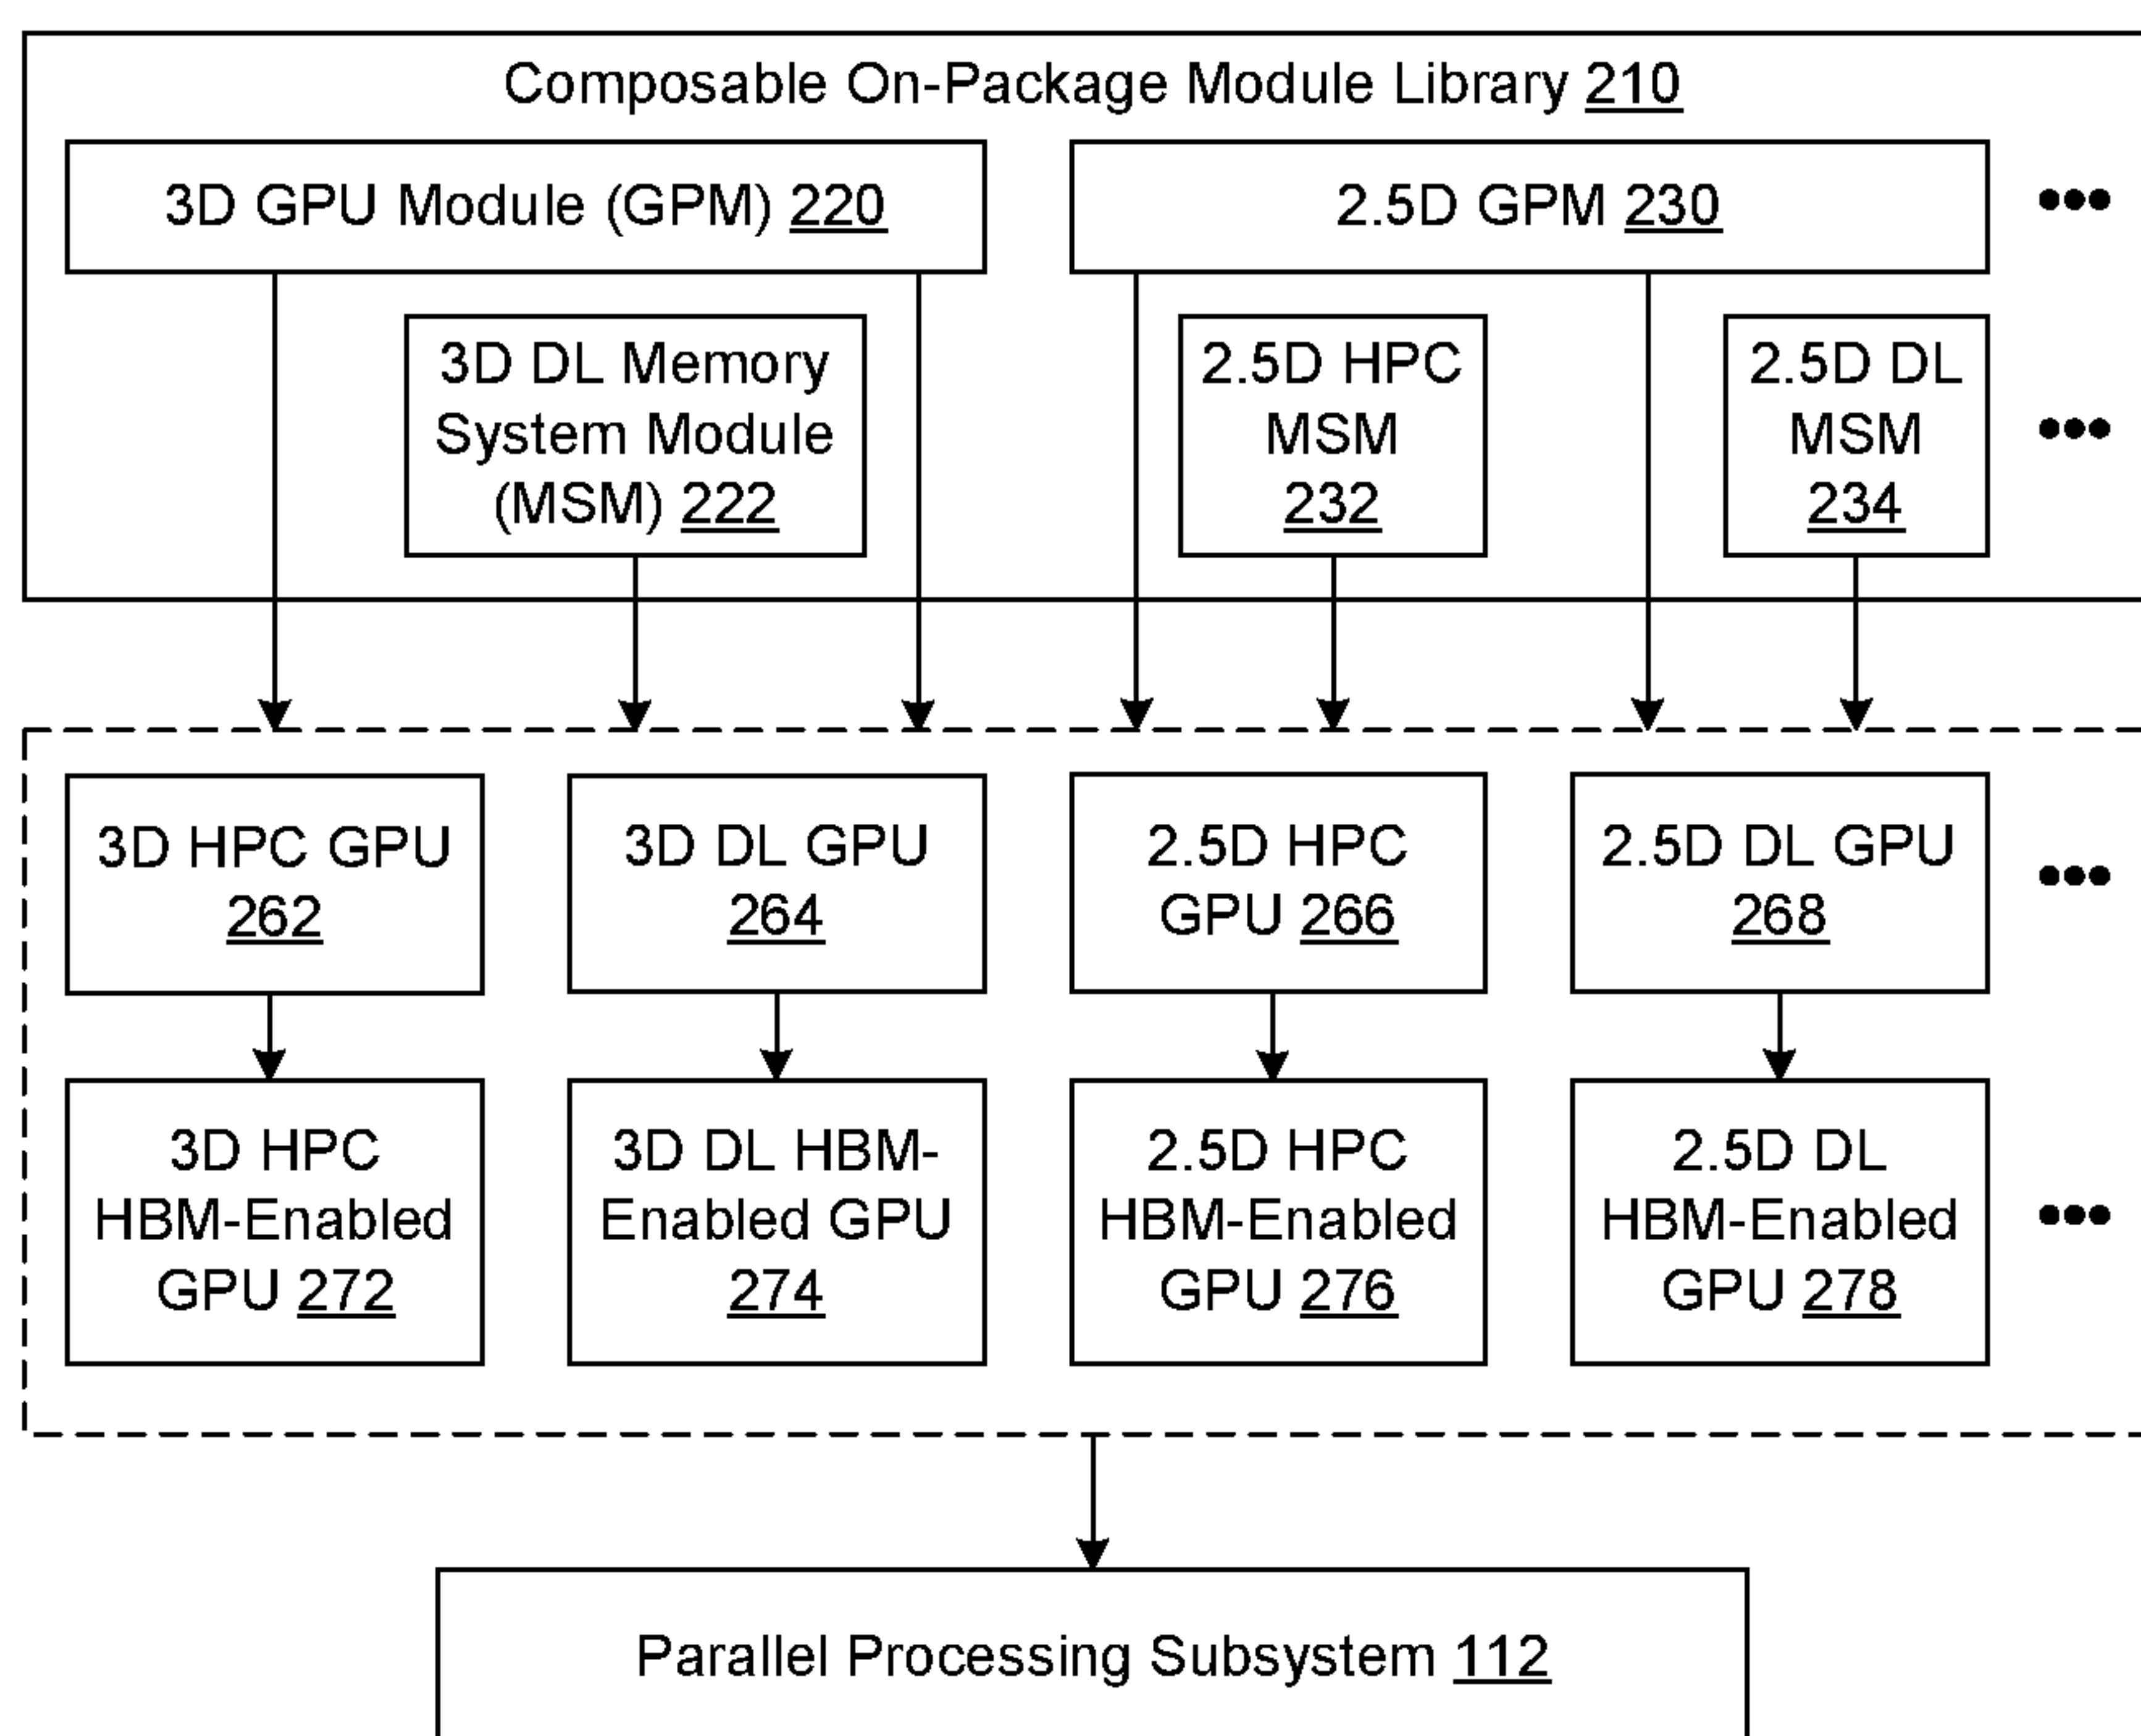 Composable On-Package Module Library 210
3D GPU Module (GPM) 220
2.5D GPM 230
3D DL Memory
System Module
(MSM) 222
2.5D HPC
MSM
232
2.5D DL
MSM
234
3D HPC GPU
262
3D DL GPU
264
2.5D HPC
GPU 266
2.5D DL GPU
268
3D HPC
HBM-Enabled
GPU 272
3D DL HBM-
Enabled GPU
274
2.5D HPC
HBM-Enabled
GPU 276
2.5D DL
HBM-Enabled
GPU 278
Parallel Processing Subsystem 112